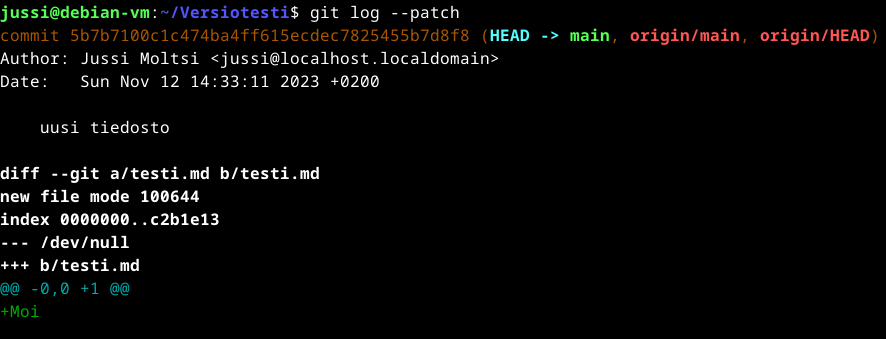 jussi@debian-vm:~/Versiotesti$ git log --patch
commit 5b7b7100c1c474ba4ff615ecdec7825455b7d8f8 (HEAD -> main, origin/main, origin/HEAD)
Author: Jussi Moltsi <jussi@localhost.localdomain>
Date:   Sun Nov 12 14:33:11 2023 +0200

    uusi tiedosto

diff --git a/testi.md b/testi.md
new file mode 100644
index 0000000..c2b1e13
--- /dev/null
+++ b/testi.md
@@ -0,0 +1 @@
+Moi